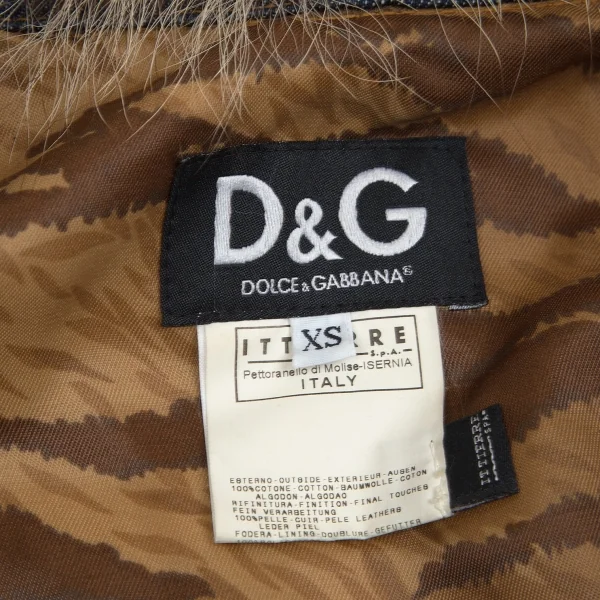 D&G
DOLCE & GABBANA®
XS
ITTIERRE
S.p.A.
Pettoranello di Molise-ISERNIA
ITALY
ESTERNO-OUTSIDE-EXTERIEUR-AUßEN
100%COTONE-COTTON-BAUMWOLLE-COTON
ALGODON-ALGODAO
RIFINITURA-FINITION-FINAL TOUCHES
FEIN VERARBEITUNG
100%PELLE-CUIR-PELE LEATHERS
LEDER PIEL
FODERA-LINING-DOUBLURE-GEFUTTER
ITTIERRE
SPA